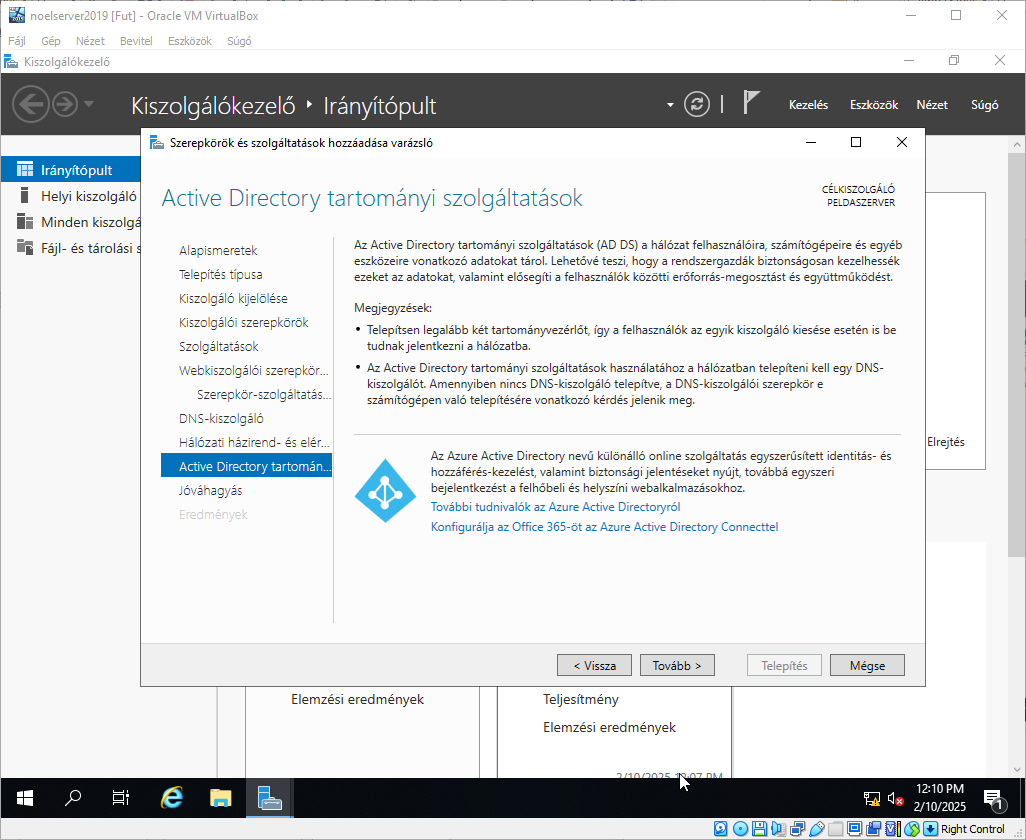 noelserver2019 [Fut] - Oracle VM VirtualBox
Fájl Gép Nézet Bevitel Eszközök Súgó
Kiszolgálókezelő
Kiszolgálókezelő ‣ Irányítópult
Kezelés Eszközök Nézet Súgó
Irányítópult
Helyi kiszolgáló
Minden kiszolgá
Fájl- és tárolási s
Szerepkörök és szolgáltatások hozzáadása varázsló
Active Directory tartományi szolgáltatások
CÉLKISZOLGÁLÓ
PELDASZERVER
Alapismeretek
Telepítés típusa
Kiszolgáló kijelölése
Kiszolgálói szerepkörök
Szolgáltatások
Webkiszolgálói szerepkör...
Szerepkör-szolgáltatás...
DNS-kiszolgáló
Hálózati házirend- és elér...
Active Directory tartomán...
Jóváhagyás
Eredmények
Az Active Directory tartományi szolgáltatások (AD DS) a hálózat felhasználóira, számítógépeire és egyéb
eszközeire vonatkozó adatokat tárol. Lehetővé teszi, hogy a rendszergazdák biztonságosan kezelhessék
ezeket az adatokat, valamint elősegíti a felhasználók közötti erőforrás-megosztást és együttműködést.
Megjegyzések:
• Telepítsen legalább két tartományvezérlőt, így a felhasználók az egyik kiszolgáló kiesése esetén is be
tudnak jelentkezni a hálózatba.
• Az Active Directory tartományi szolgáltatások használatához a hálózatban telepíteni kell egy DNS-
kiszolgálót. Amennyiben nincs DNS-kiszolgáló telepítve, a DNS-kiszolgálói szerepkör e
számítógépen való telepítésére vonatkozó kérdés jelenik meg.
Az Azure Active Directory nevű különálló online szolgáltatás egyszerűsített identitás- és
hozzáférés-kezelést, valamint biztonsági jelentéseket nyújt, továbbá egyszeri
bejelentkezést a felhőbeli és helyszíni webalkalmazásokhoz.
További tudnivalók az Azure Active Directoryról
Konfigurálja az Office 365-öt az Azure Active Directory Connecttel
Elrejtés
< Vissza Tovább > Telepítés Mégse
Elemzési eredmények
Teljesítmény
Elemzési eredmények
2/10/2025 12:07 PM
12:10 PM
2/10/2025
1
Right Control